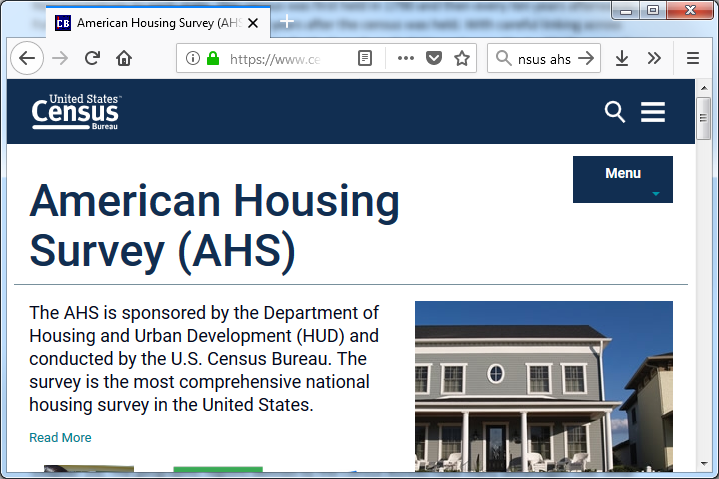 American Housing Survey (AHS
https://www.ce
nsus ahs
United States™
Census
Bureau
Menu
American Housing
Survey (AHS)
The AHS is sponsored by the Department of
Housing and Urban Development (HUD) and
conducted by the U.S. Census Bureau. The
survey is the most comprehensive national
housing survey in the United States.
Read More